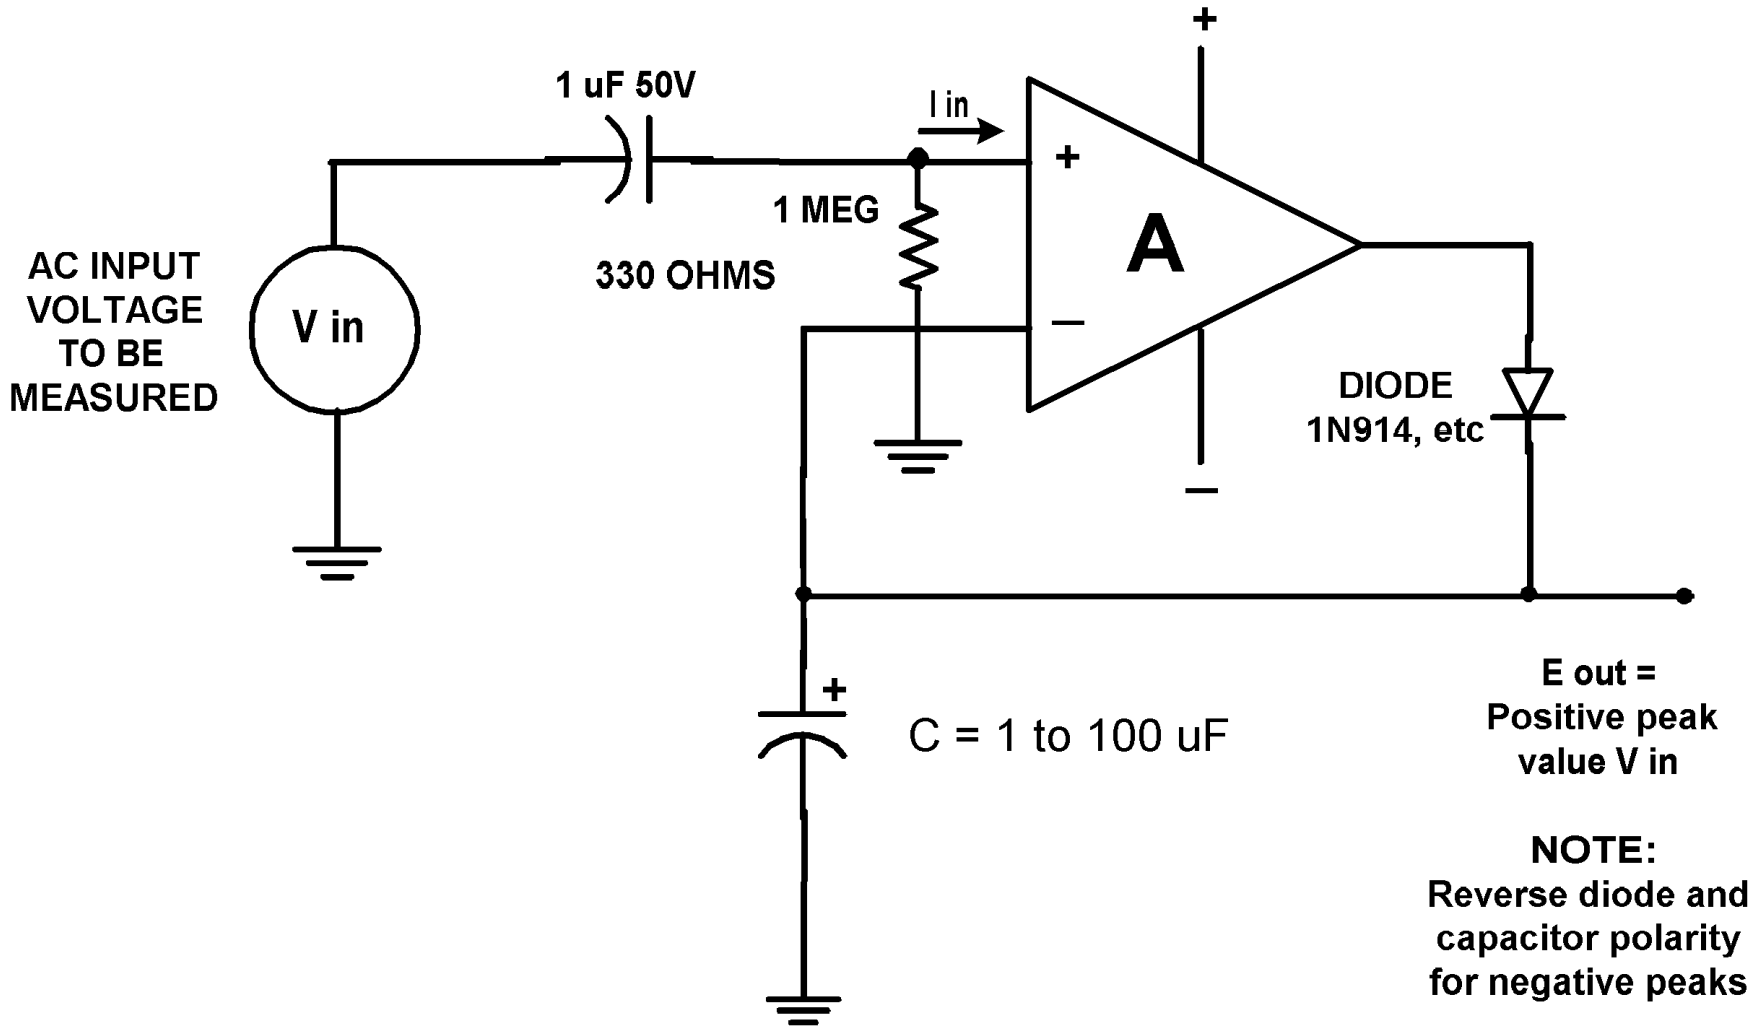 +
1 uF 50V
I in
+
1 MEG
A
AC INPUT
VOLTAGE
TO BE
MEASURED
330 OHMS
V in
–
DIODE
1N914, etc
–
E out =
Positive peak
value V in
+
C = 1 to 100 uF
NOTE:
Reverse diode and
capacitor polarity
for negative peaks